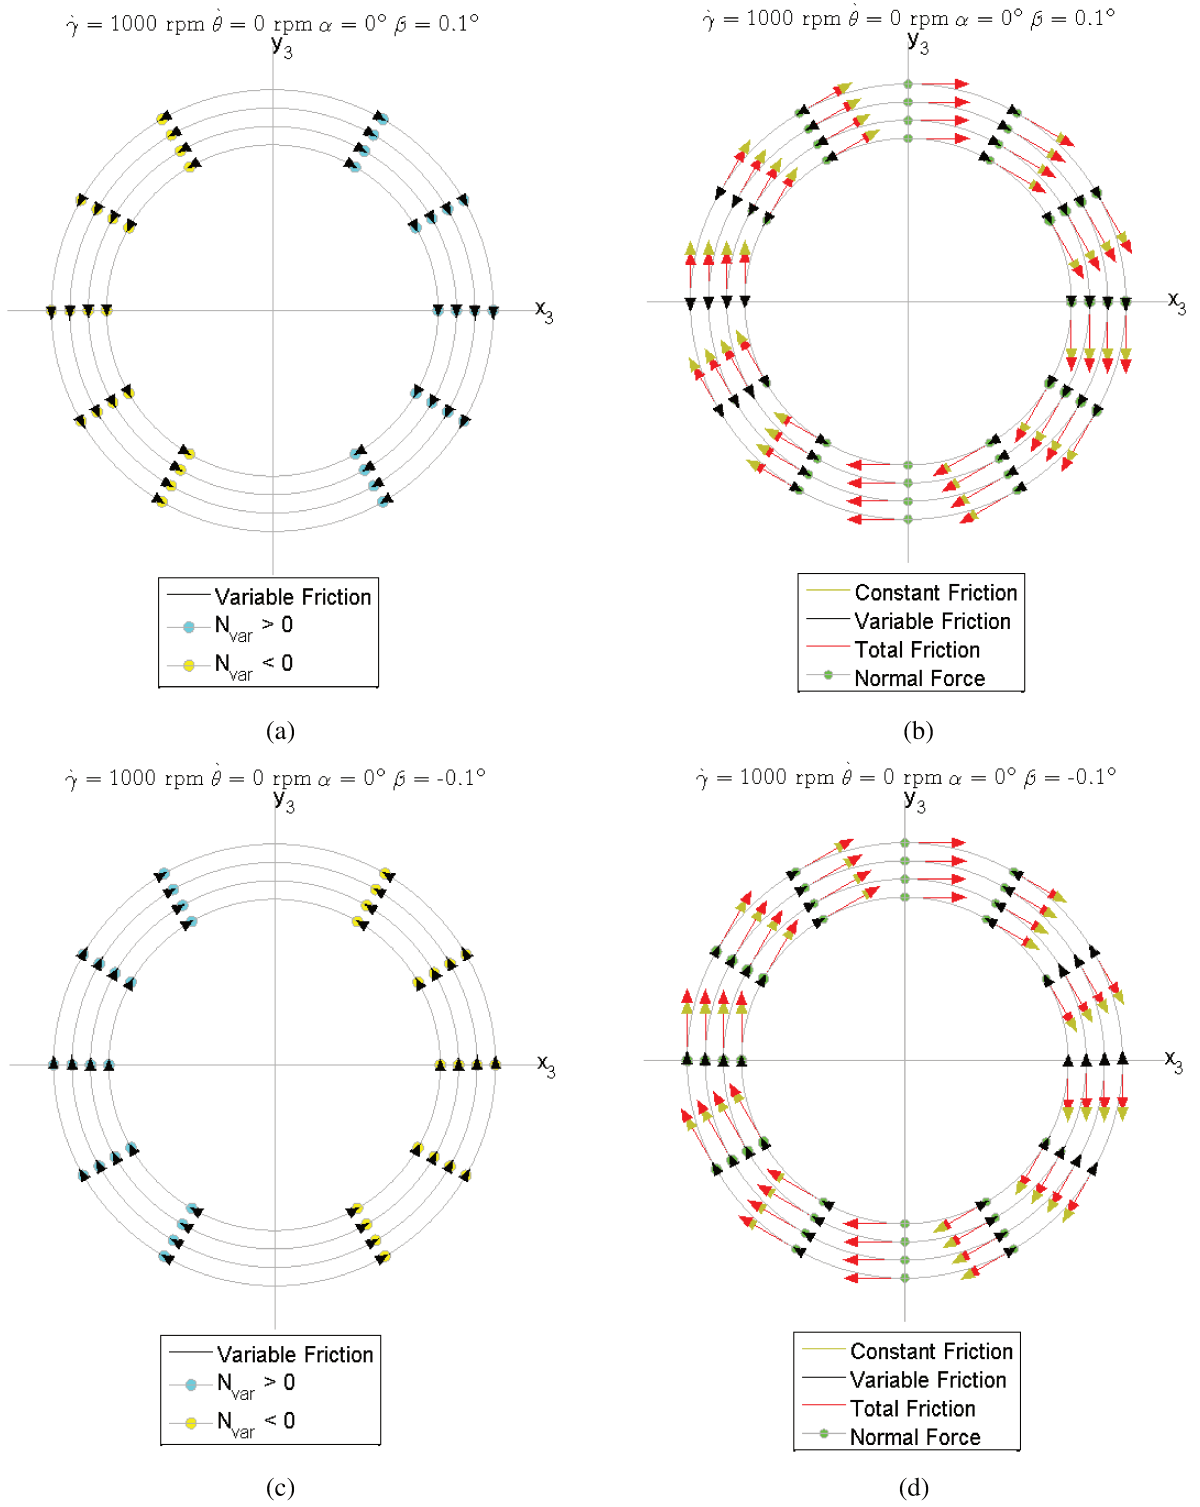 γ̇ = 1000 rpm θ̇ = 0 rpm α = 0° β = 0.1°
y3
x3
Variable Friction
Nvar > 0
Nvar < 0
(a)
γ̇ = 1000 rpm θ̇ = 0 rpm α = 0° β = 0.1°
y3
x3
Constant Friction
Variable Friction
Total Friction
Normal Force
(b)
γ̇ = 1000 rpm θ̇ = 0 rpm α = 0° β = -0.1°
y3
x3
Variable Friction
Nvar > 0
Nvar < 0
(c)
γ̇ = 1000 rpm θ̇ = 0 rpm α = 0° β = -0.1°
y3
x3
Constant Friction
Variable Friction
Total Friction
Normal Force
(d)